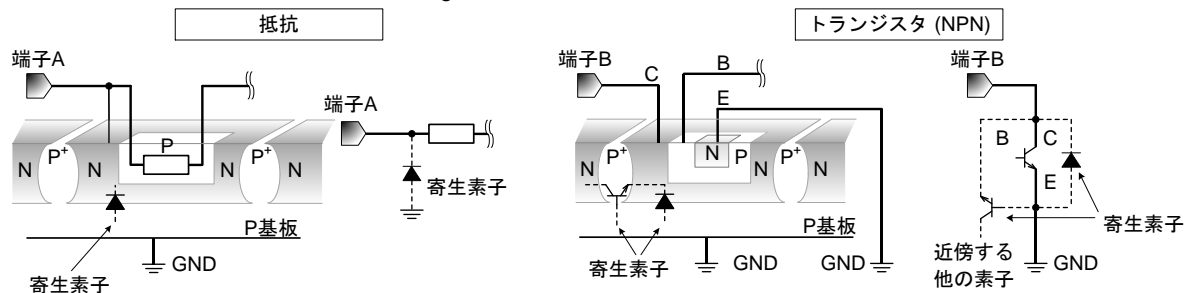 抵抗
端子A
P
N
P+
N
N
P+
N
寄生素子
P基板
GND
端子A
寄生素子
トランジスタ (NPN)
端子B
C
B
E
N
P+
N
N
P
N
P+
N
寄生素子
P基板
GND
GND
端子B
B
C
E
寄生素子
近傍する
他の素子
GND